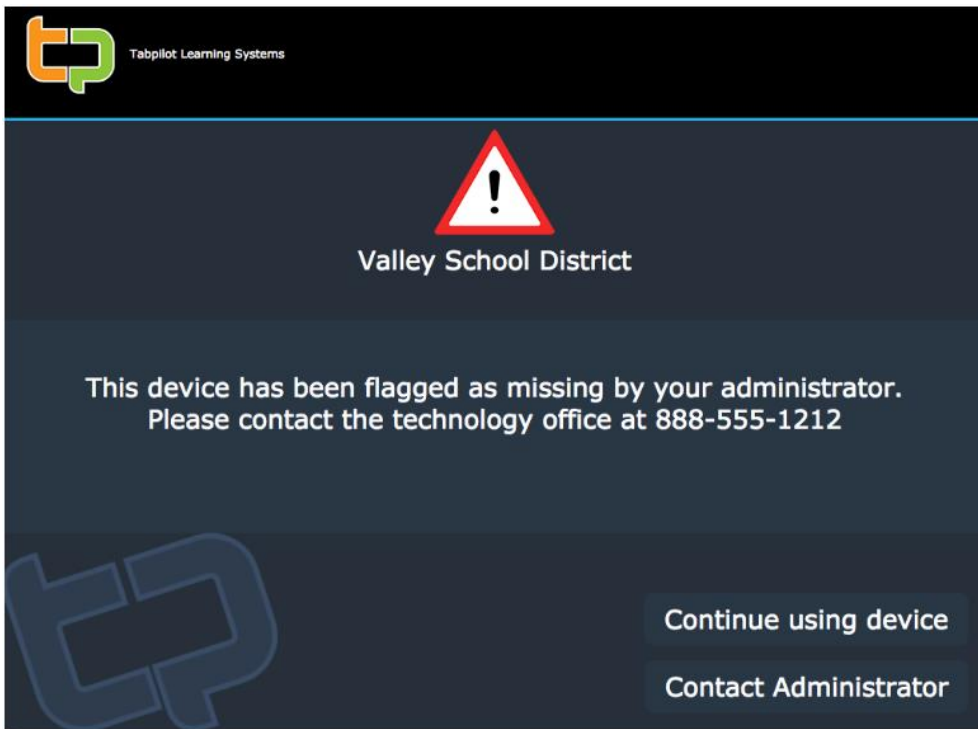 Tabpilot Learning Systems
Valley School District
This device has been flagged as missing by your administrator.
Please contact the technology office at 888-555-1212
Continue using device
Contact Administrator